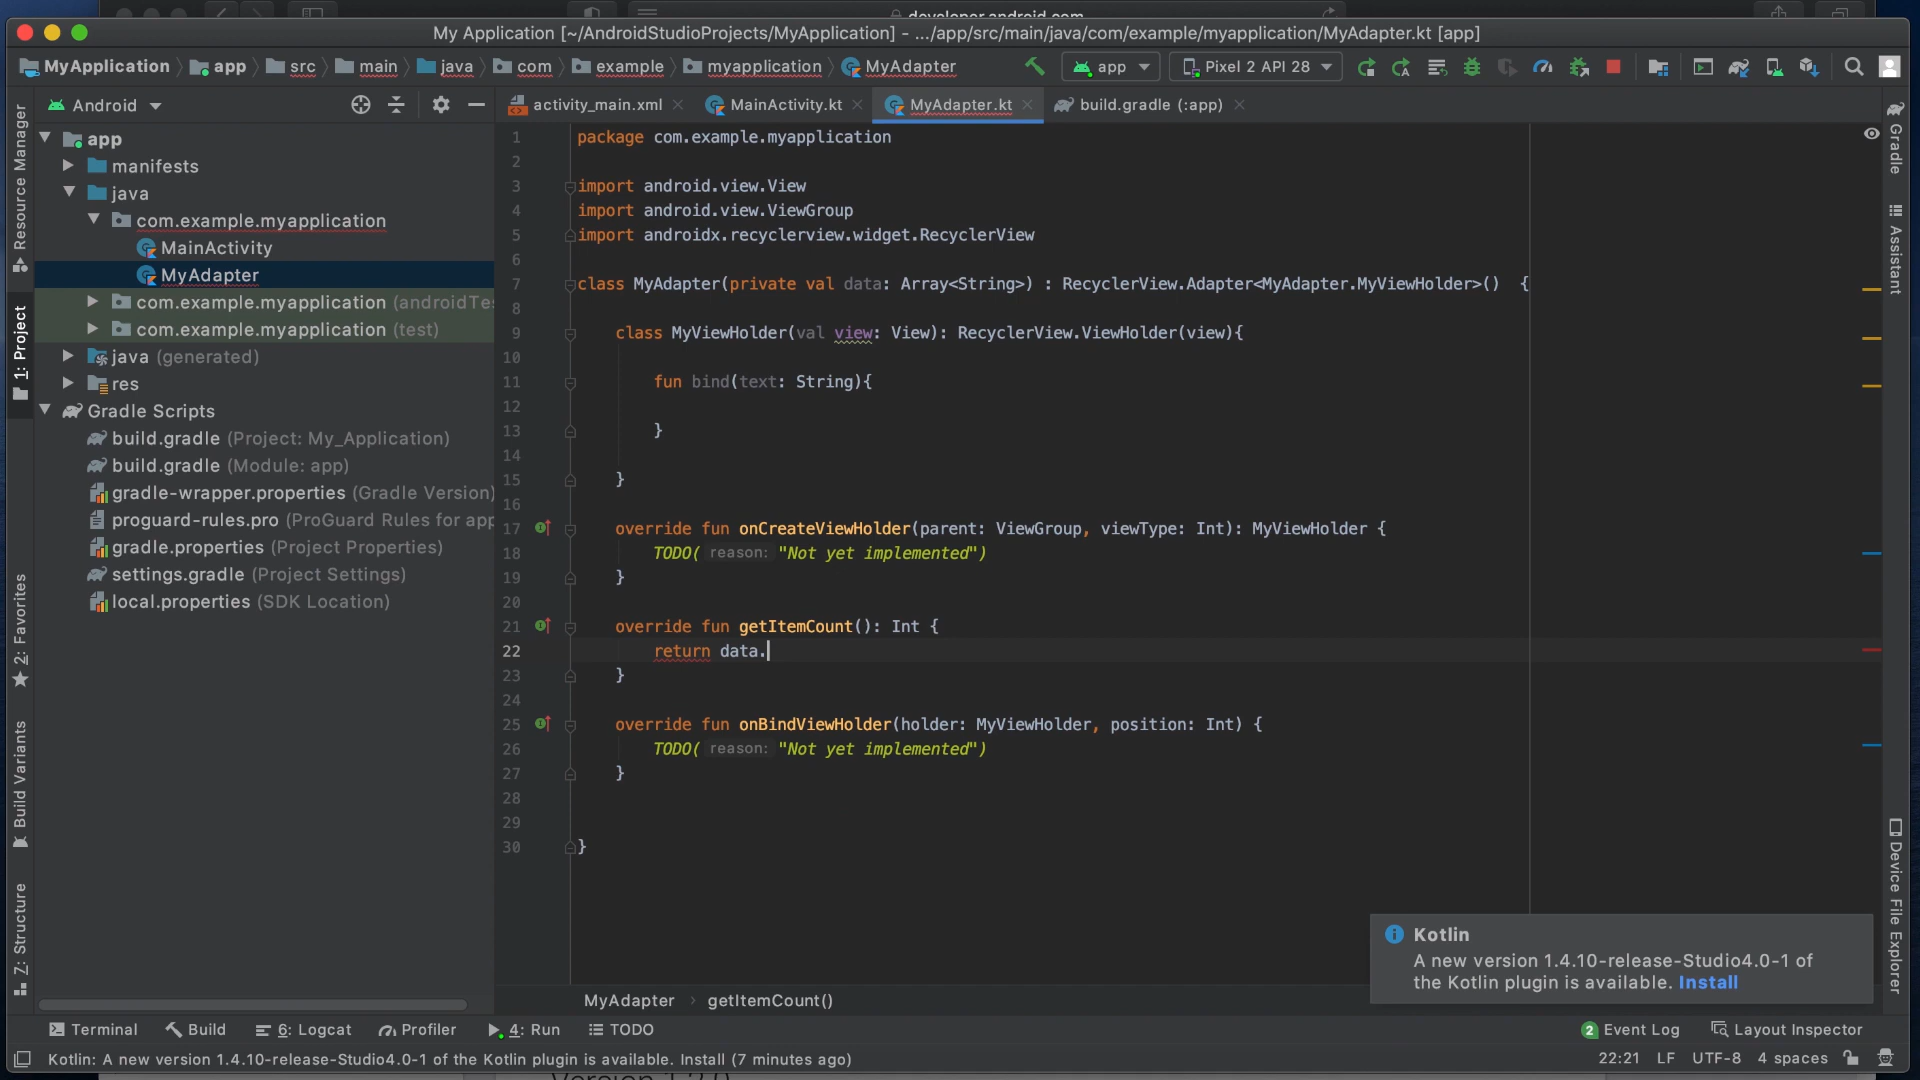 developer.android.com
My Application [~/AndroidStudioProjects/MyApplication] - .../app/src/main/java/com/example/myapplication/MyAdapter.kt [app]
MyApplication app src main java com example myapplication MyAdapter app Pixel 2 API 28
Android
activity_main.xml MainActivity.kt MyAdapter.kt build.gradle (:app)
Resource Manager
1: Project
2: Favorites
Build Variants
Z: Structure
app
manifests
java
com.example.myapplication
MainActivity
MyAdapter
com.example.myapplication (androidTes
com.example.myapplication (test)
java (generated)
res
Gradle Scripts
build.gradle (Project: My_Application)
build.gradle (Module: app)
gradle-wrapper.properties (Gradle Version)
proguard-rules.pro (ProGuard Rules for app
gradle.properties (Project Properties)
settings.gradle (Project Settings)
local.properties (SDK Location)
1 package com.example.myapplication
2
3 import android.view.View
4 import android.view.ViewGroup
5 import androidx.recyclerview.widget.RecyclerView
6
7 class MyAdapter(private val data: Array<String>) : RecyclerView.Adapter<MyAdapter.MyViewHolder>() {
8
9 class MyViewHolder(val view: View): RecyclerView.ViewHolder(view){
10
11 fun bind(text: String){
12
13 }
14
15 }
16
17 override fun onCreateViewHolder(parent: ViewGroup, viewType: Int): MyViewHolder {
18 TODO( reason: "Not yet implemented")
19 }
20
21 override fun getItemCount(): Int {
22 return data.
23 }
24
25 override fun onBindViewHolder(holder: MyViewHolder, position: Int) {
26 TODO( reason: "Not yet implemented")
27 }
28
29
30 }
Gradle
Assistant
Device File Explorer
Kotlin
A new version 1.4.10-release-Studio4.0-1 of
the Kotlin plugin is available. Install
MyAdapter getItemCount()
Terminal Build 6: Logcat Profiler 4: Run TODO 2 Event Log Layout Inspector
Kotlin: A new version 1.4.10-release-Studio4.0-1 of the Kotlin plugin is available. Install (7 minutes ago) 22:21 LF UTF-8 4 spaces